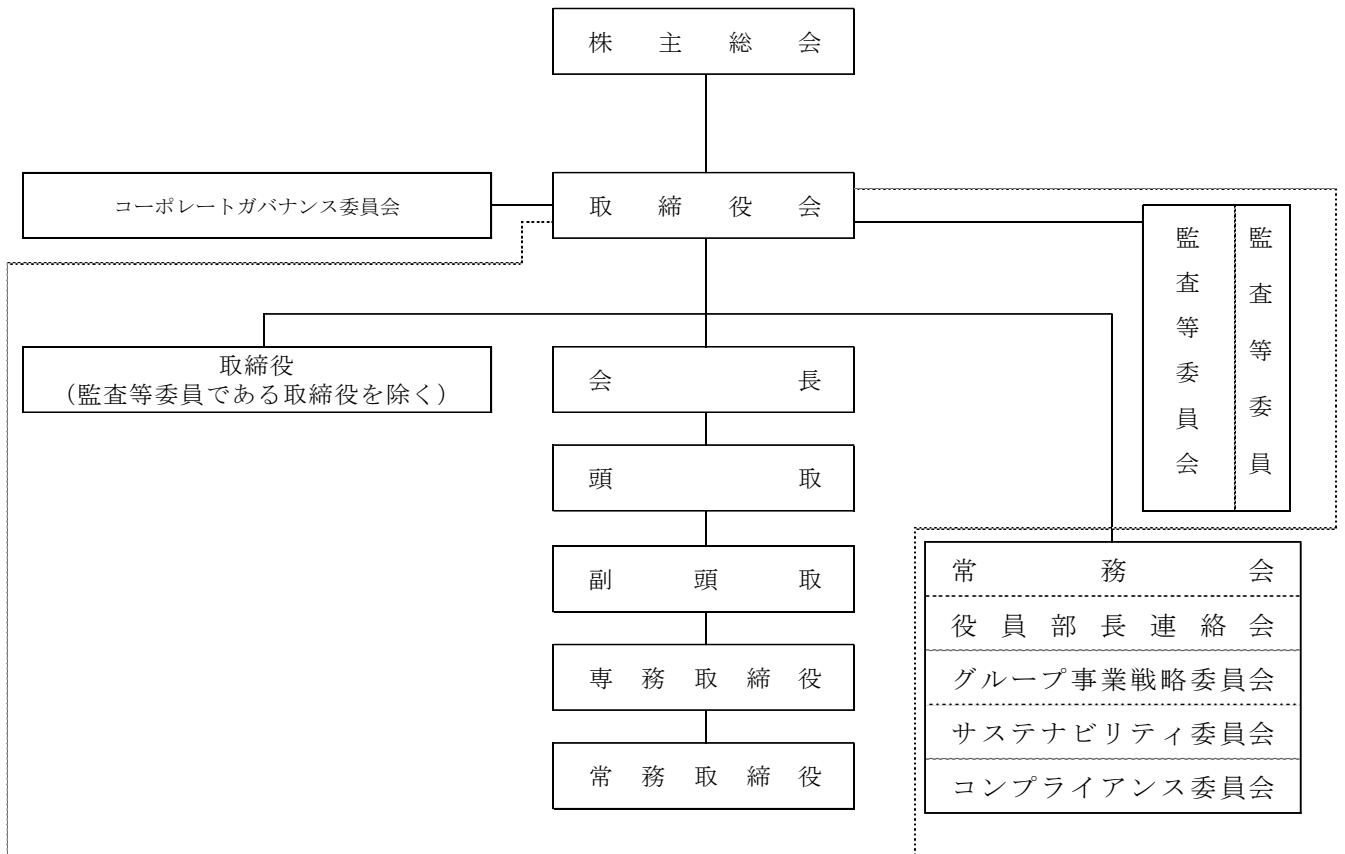 株主総会
コーポレートガバナンス委員会
取締役会
監査等委員会
監査等委員
取締役
（監査等委員である取締役を除く）
会長
頭取
副頭取
専務取締役
常務取締役
常務会
役員部長連絡会
グループ事業戦略委員会
サステナビリティ委員会
コンプライアンス委員会